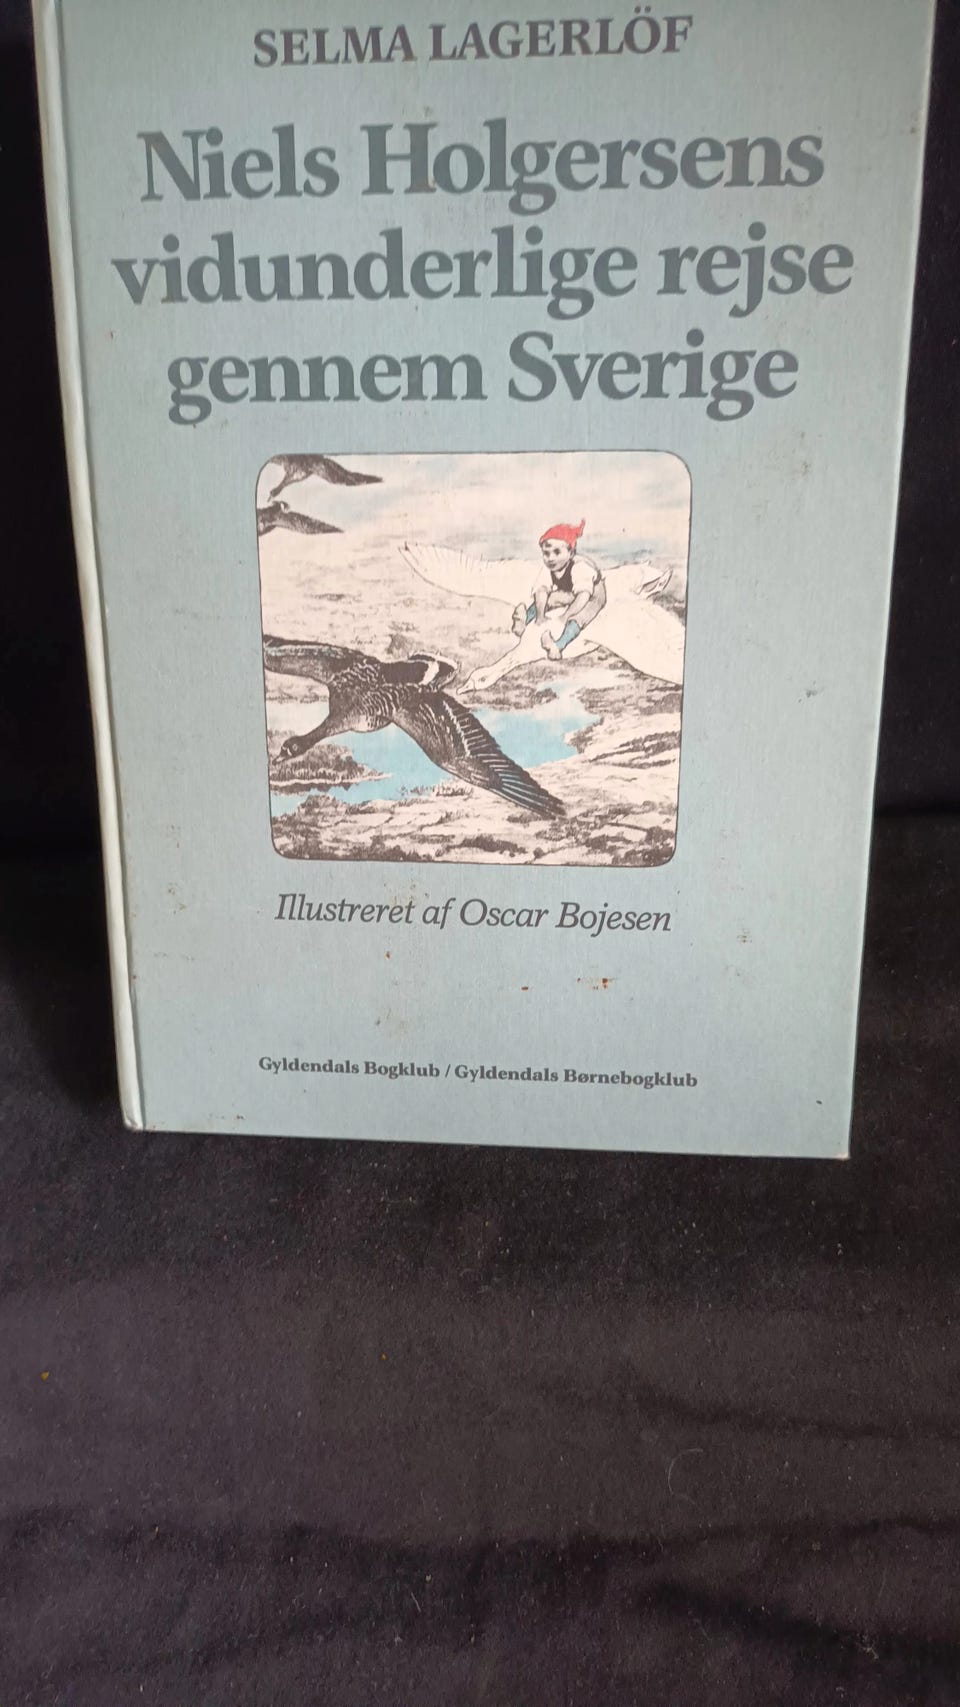 SELMA LAGERLÖF
Niels Holgersens
vidunderlige rejse
gennem Sverige
Illustreret af Oscar Bojesen
Gyldendals Bogklub / Gyldendals Børnebogklub